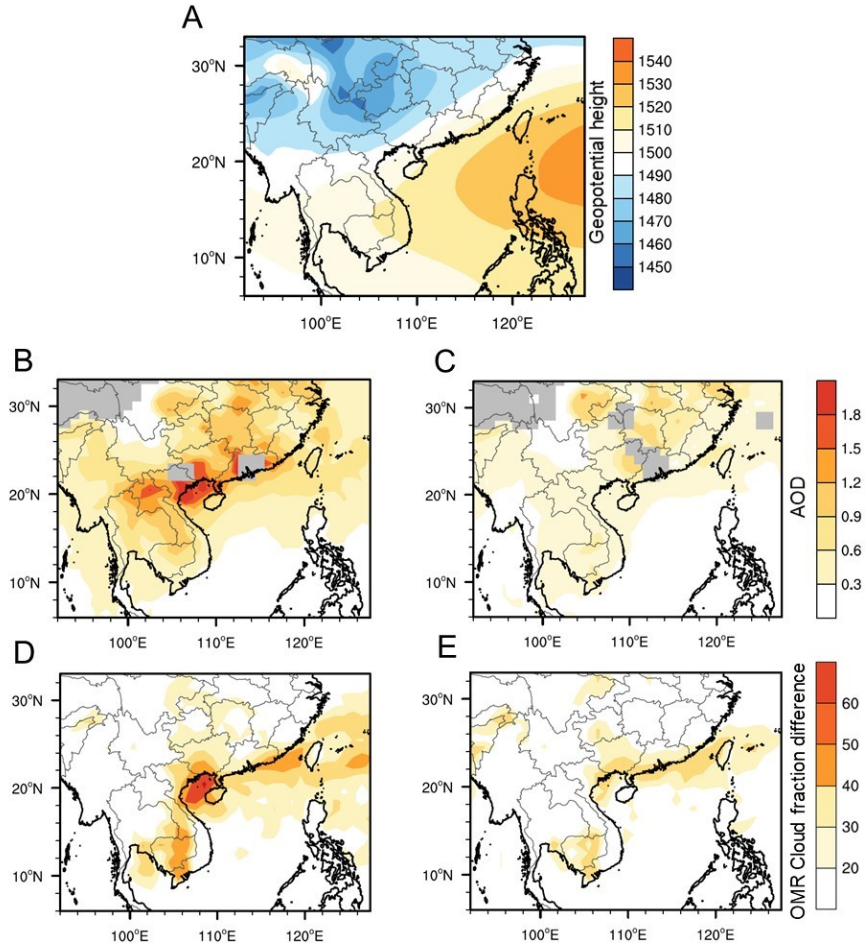 A
30°N
20°N
10°N
100°E
110°E
120°E
Geopotential height
1540
1530
1520
1510
1500
1490
1480
1470
1460
1450
B
30°N
20°N
10°N
100°E
110°E
120°E
C
30°N
20°N
10°N
100°E
110°E
120°E
AOD
1.8
1.5
1.2
0.9
0.6
0.3
D
30°N
20°N
10°N
100°E
110°E
120°E
E
30°N
20°N
10°N
100°E
110°E
120°E
OMR Cloud fraction difference
60
50
40
30
20